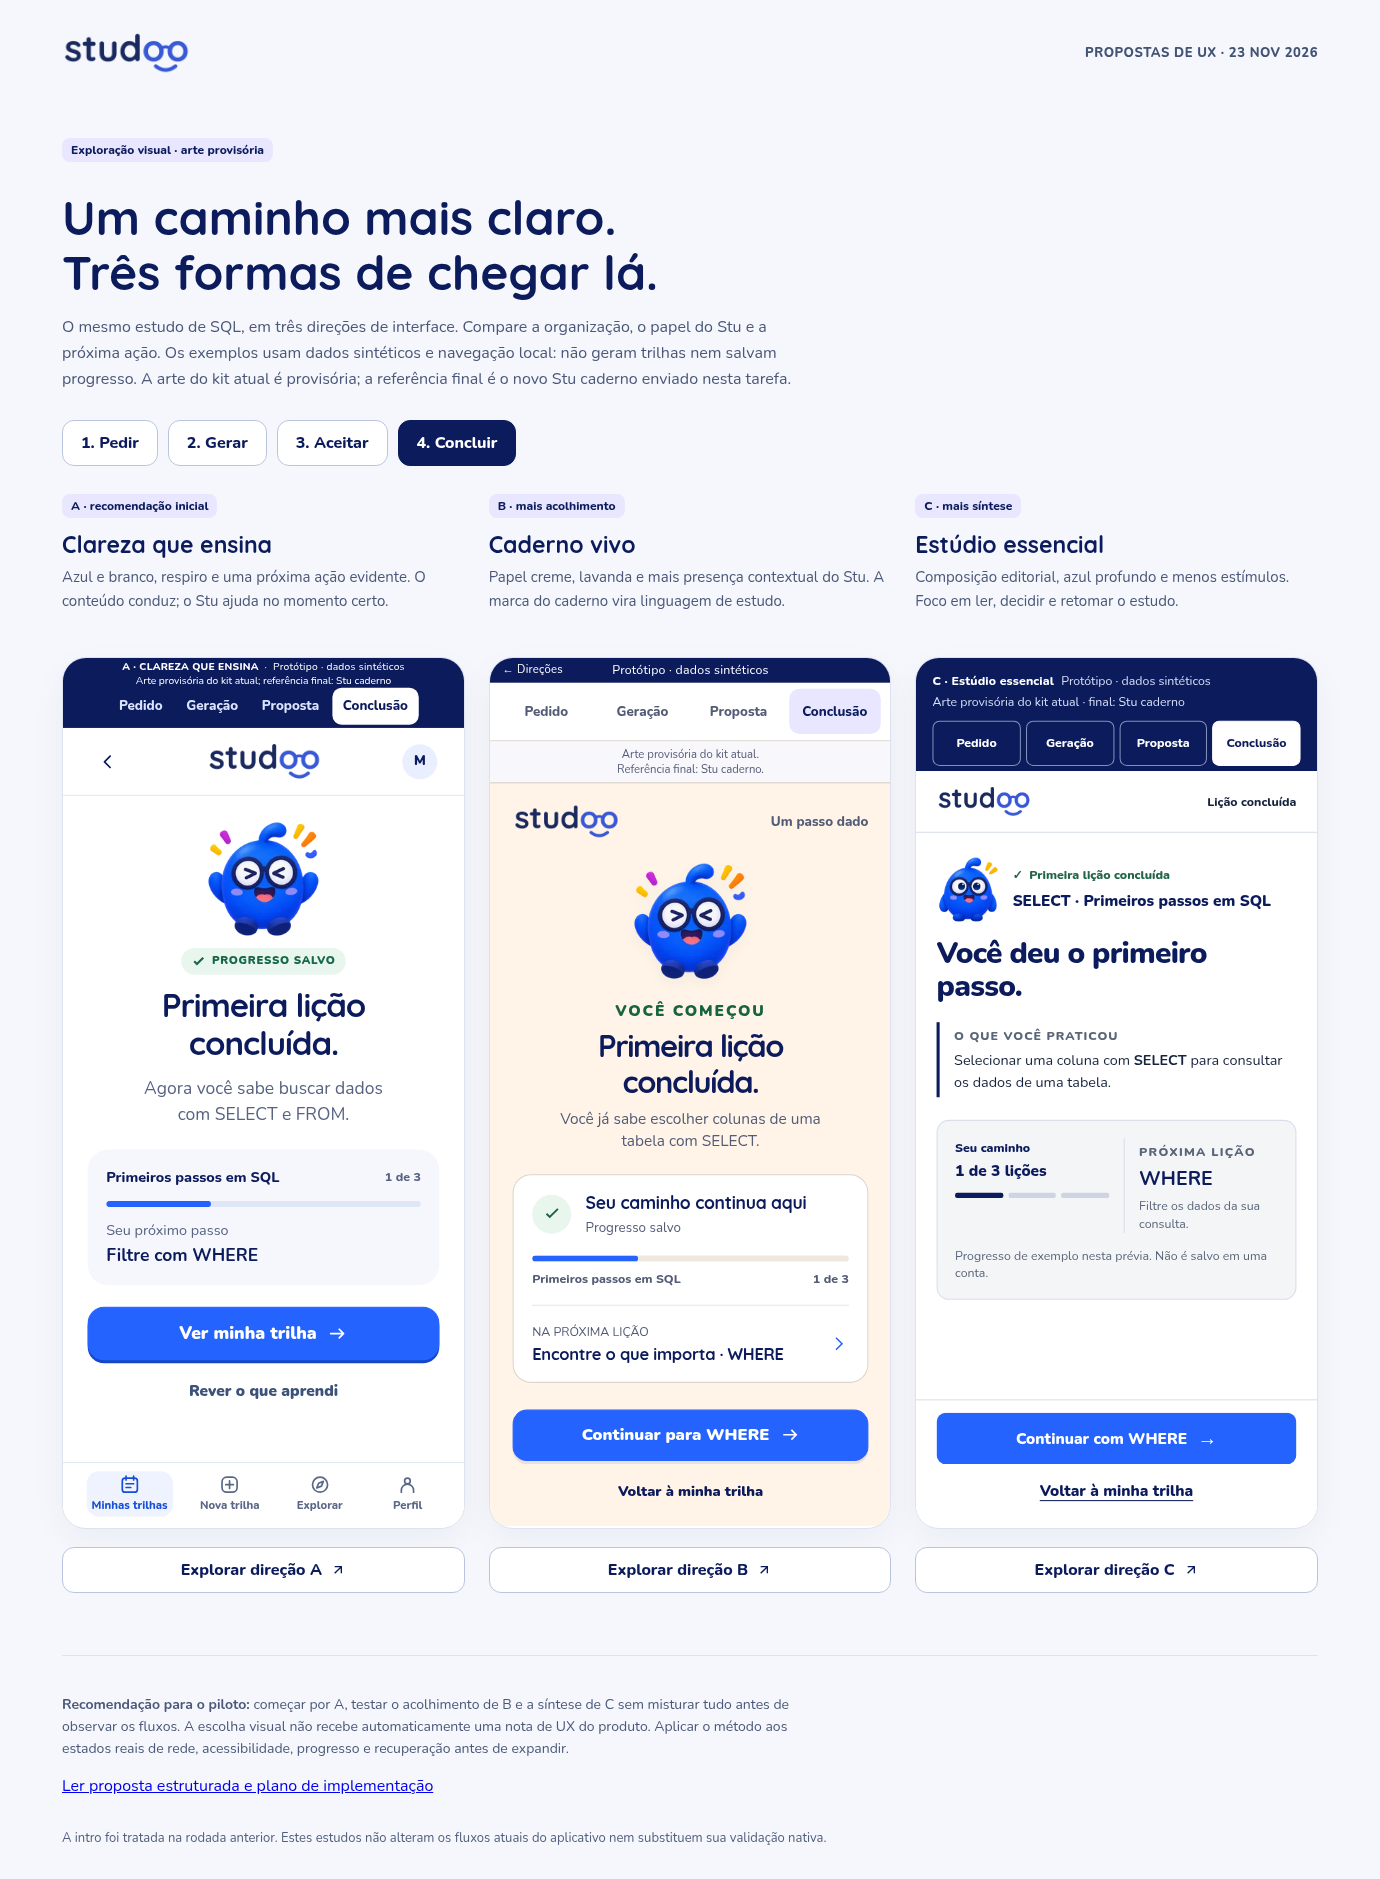 studoo
PROPOSTAS DE UX · 23 NOV 2026
Exploração visual · arte provisória
Um caminho mais claro.
Três formas de chegar lá.
O mesmo estudo de SQL, em três direções de interface. Compare a organização, o papel do Stu e a
próxima ação. Os exemplos usam dados sintéticos e navegação local: não geram trilhas nem salvam
progresso. A arte do kit atual é provisória; a referência final é o novo Stu caderno enviado nesta tarefa.
1. Pedir
2. Gerar
3. Aceitar
4. Concluir
A · recomendação inicial
Clareza que ensina
Azul e branco, respiro e uma próxima ação evidente. O
conteúdo conduz; o Stu ajuda no momento certo.
B · mais acolhimento
Caderno vivo
Papel creme, lavanda e mais presença contextual do Stu. A
marca do caderno vira linguagem de estudo.
C · mais síntese
Estúdio essencial
Composição editorial, azul profundo e menos estímulos.
Foco em ler, decidir e retomar o estudo.
A · CLAREZA QUE ENSINA · Protótipo · dados sintéticos
Arte provisória do kit atual; referência final: Stu caderno
Pedido
Geração
Proposta
Conclusão
studoo
M
✓ PROGRESSO SALVO
Primeira lição
concluída.
Agora você sabe buscar dados
com SELECT e FROM.
Primeiros passos em SQL
1 de 3
Seu próximo passo
Filtre com WHERE
Ver minha trilha →
Rever o que aprendi
Minhas trilhas
Nova trilha
Explorar
Perfil
Explorar direção A ↗
← Direções
Protótipo · dados sintéticos
Pedido
Geração
Proposta
Conclusão
Arte provisória do kit atual.
Referência final: Stu caderno.
studoo
Um passo dado
VOCÊ COMEÇOU
Primeira lição
concluída.
Você já sabe escolher colunas de uma
tabela com SELECT.
Seu caminho continua aqui
Progresso salvo
Primeiros passos em SQL
1 de 3
NA PRÓXIMA LIÇÃO
Encontre o que importa · WHERE
Continuar para WHERE →
Voltar à minha trilha
Explorar direção B ↗
C · Estúdio essencial Protótipo · dados sintéticos
Arte provisória do kit atual · final: Stu caderno
Pedido
Geração
Proposta
Conclusão
studoo
Lição concluída
✓ Primeira lição concluída
SELECT · Primeiros passos em SQL
Você deu o primeiro
passo.
O QUE VOCÊ PRATICOU
Selecionar uma coluna com SELECT para consultar
os dados de uma tabela.
Seu caminho
1 de 3 lições
PRÓXIMA LIÇÃO
WHERE
Filtre os dados da sua
consulta.
Progresso de exemplo nesta prévia. Não é salvo em uma
conta.
Continuar com WHERE →
Voltar à minha trilha
Explorar direção C ↗
Recomendação para o piloto: começar por A, testar o acolhimento de B e a síntese de C sem misturar tudo antes de
observar os fluxos. A escolha visual não recebe automaticamente uma nota de UX do produto. Aplicar o método aos
estados reais de rede, acessibilidade, progresso e recuperação antes de expandir.
Ler proposta estruturada e plano de implementação
A intro foi tratada na rodada anterior. Estes estudos não alteram os fluxos atuais do aplicativo nem substituem sua validação nativa.